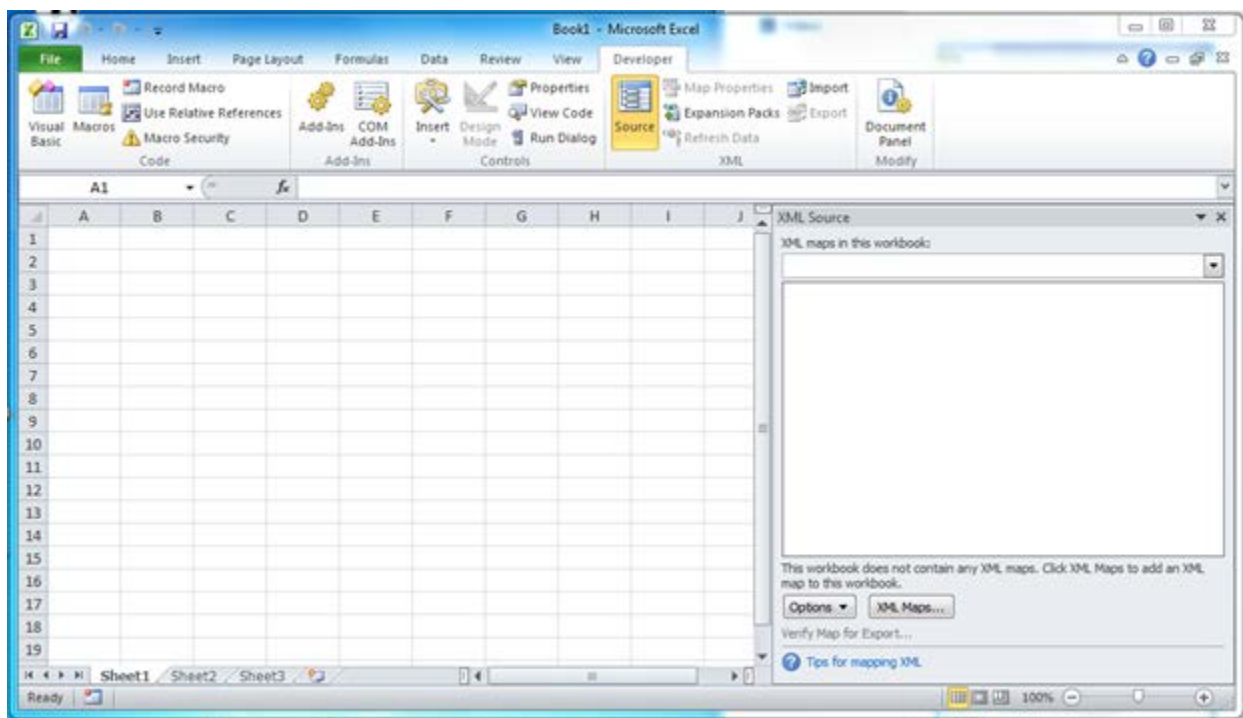 Book1 - Microsoft Excel
File Home Insert Page Layout Formulas Data Review View Developer
Visual Basic
Macros
Record Macro
Use Relative References
Macro Security
Code
Add-Ins
COM Add-Ins
Add-Ins
Insert
Design Mode
Properties
View Code
Run Dialog
Controls
Source
Map Properties
Expansion Packs
Refresh Data
Import
Export
XML
Document Panel
Modify
A1 fx
A B C D E F G H I J
1
2
3
4
5
6
7
8
9
10
11
12
13
14
15
16
17
18
19
XML Source
XML maps in this workbook:
This workbook does not contain any XML maps. Click XML Maps to add an XML
map to this workbook.
Options XML Maps...
Verify Map for Export...
Tips for mapping XML
Sheet1 Sheet2 Sheet3
Ready 100%